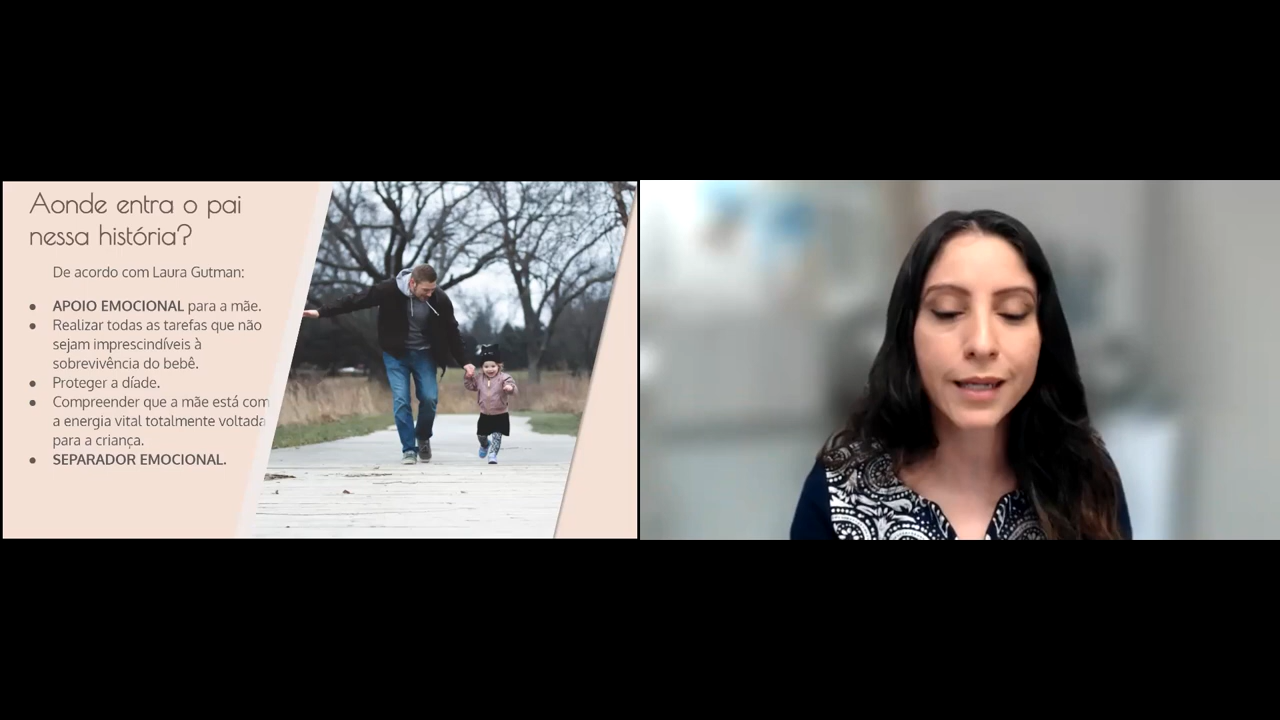 Aonde entra o pai
nessa história?
De acordo com Laura Gutman:
● APOIO EMOCIONAL para a mãe.
● Realizar todas as tarefas que não
sejam imprescindíveis à
sobrevivência do bebê.
● Proteger a díade.
● Compreender que a mãe está com
a energia vital totalmente voltada
para a criança.
● SEPARADOR EMOCIONAL.